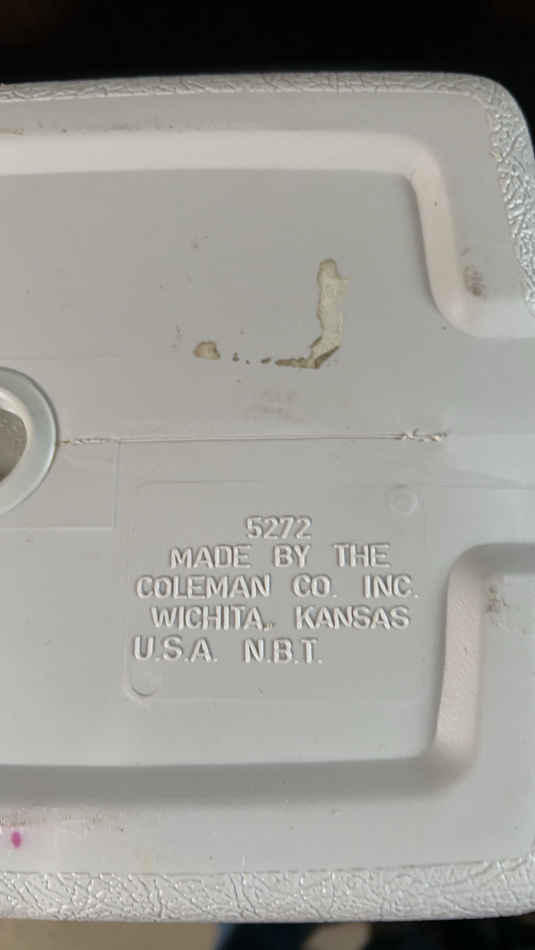 5272
MADE BY THE
COLEMAN CO. INC.
WICHITA, KANSAS
U.S.A. N.B.T.